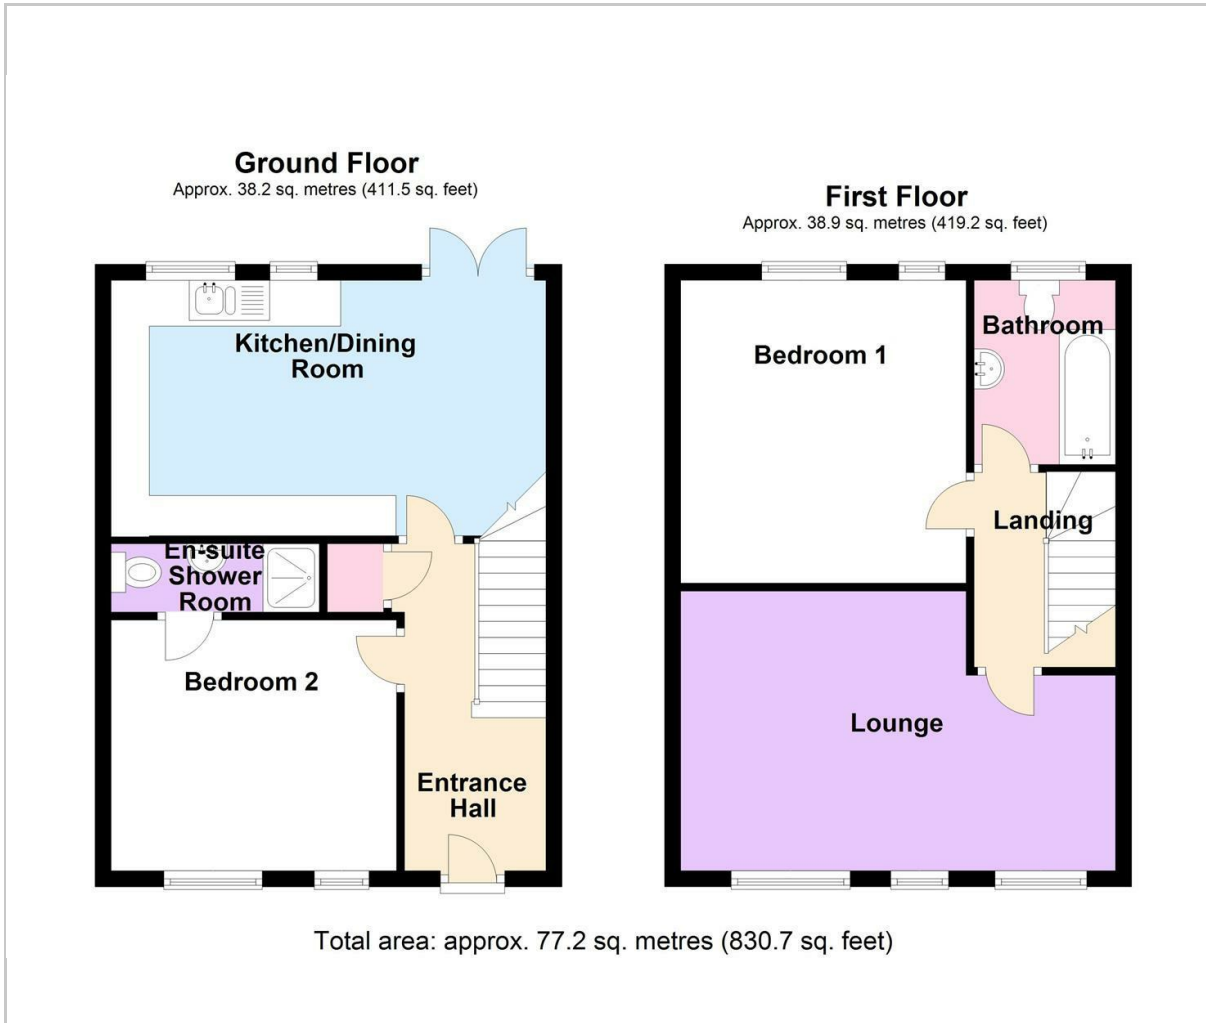 Ground Floor
Approx. 38.2 sq. metres (411.5 sq. feet)
Kitchen/Dining
Room
En-suite
Shower
Room
Bedroom 2
Entrance
Hall
First Floor
Approx. 38.9 sq. metres (419.2 sq. feet)
Bedroom 1
Bathroom
Landing
Lounge
Total area: approx. 77.2 sq. metres (830.7 sq. feet)